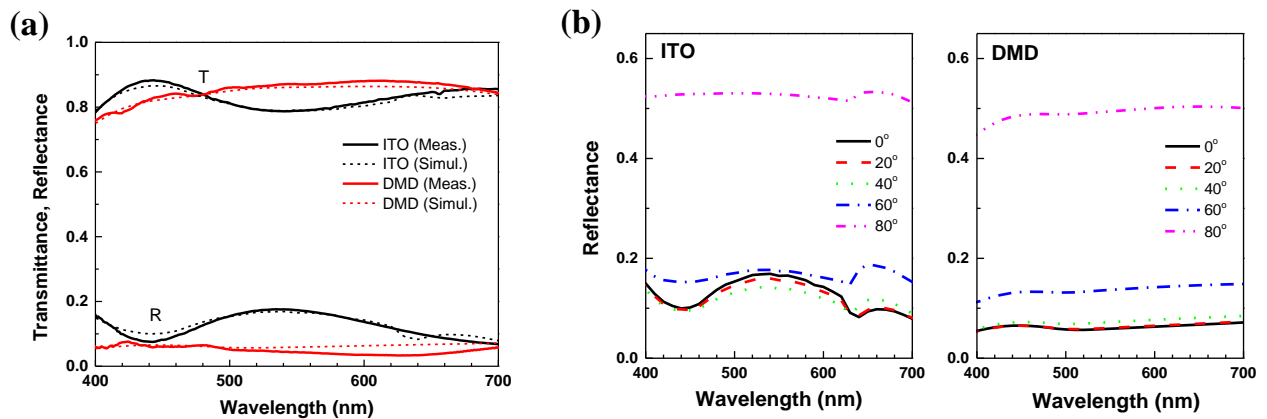 (a)
Transmittance, Reflectance
1.0
0.8
0.6
0.4
0.2
0.0
T
ITO (Meas.)
ITO (Simul.)
DMD (Meas.)
DMD (Simul.)
R
400 500 600 700
Wavelength (nm)
(b)
Reflectance
0.6
0.4
0.2
0.0
ITO
0°
20°
40°
60°
80°
400 500 600 700
Wavelength (nm)
0.6
0.4
0.2
0.0
DMD
0°
20°
40°
60°
80°
400 500 600 700
Wavelength (nm)